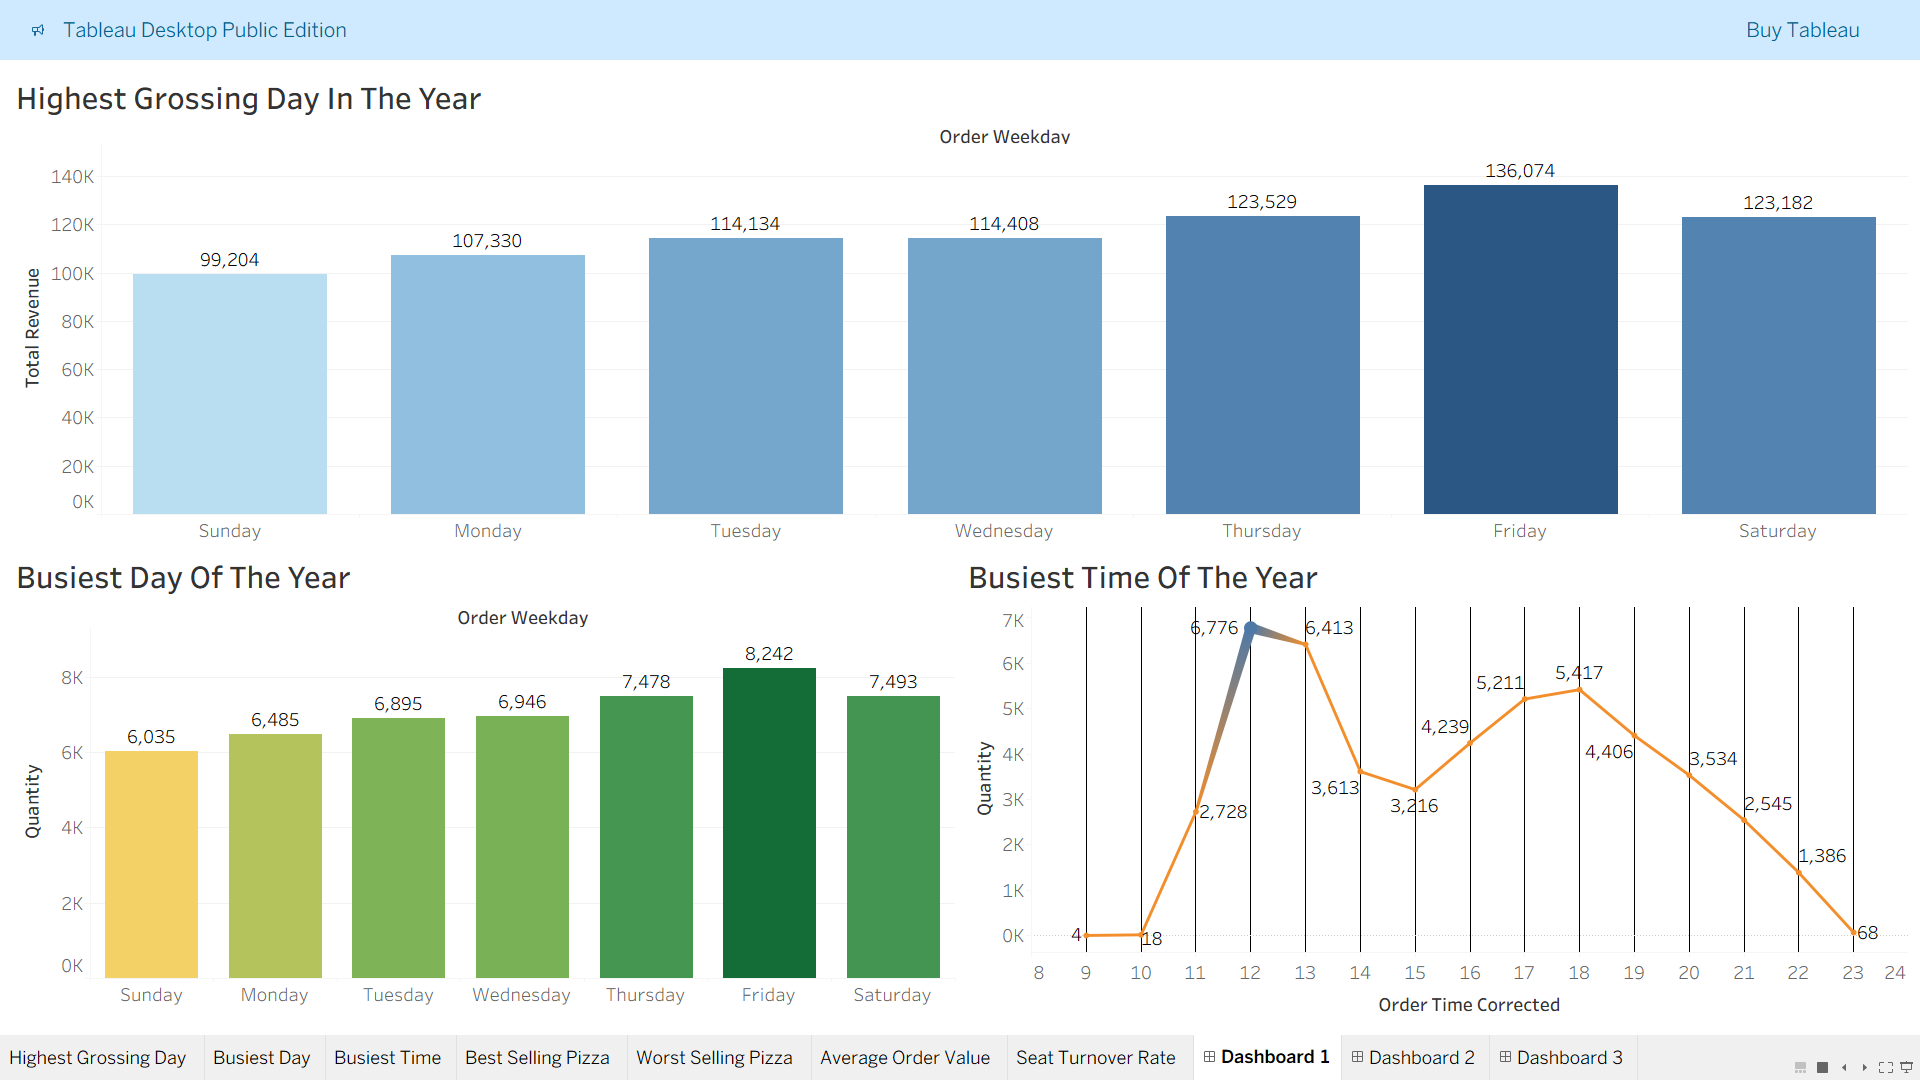 Tableau Desktop Public Edition
Buy Tableau
Highest Grossing Day In The Year
Order Weekday
Total Revenue
140K
120K
100K
80K
60K
40K
20K
0K
99,204
107,330
114,134
114,408
123,529
136,074
123,182
Sunday Monday Tuesday Wednesday Thursday Friday Saturday
Busiest Day Of The Year
Order Weekday
Quantity
8K
6K
4K
2K
0K
6,035
6,485
6,895
6,946
7,478
8,242
7,493
Sunday Monday Tuesday Wednesday Thursday Friday Saturday
Busiest Time Of The Year
Quantity
7K
6K
5K
4K
3K
2K
1K
0K
4
18
2,728
6,776
6,413
3,613
3,216
4,239
5,211
5,417
4,406
3,534
2,545
1,386
68
8 9 10 11 12 13 14 15 16 17 18 19 20 21 22 23 24
Order Time Corrected
Highest Grossing Day
Busiest Day
Busiest Time
Best Selling Pizza
Worst Selling Pizza
Average Order Value
Seat Turnover Rate
Dashboard 1
Dashboard 2
Dashboard 3